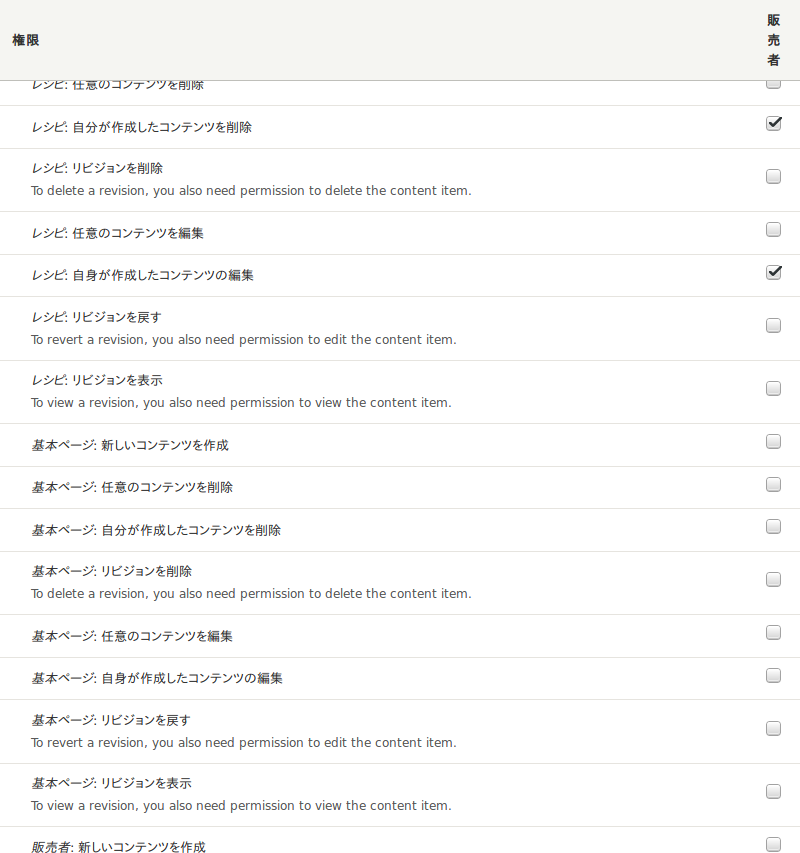 権限
販
売
者
レシピ: 任意のコンテンツを削除
レシピ: 自分が作成したコンテンツを削除
レシピ: リビジョンを削除
To delete a revision, you also need permission to delete the content item.
レシピ: 任意のコンテンツを編集
レシピ: 自身が作成したコンテンツの編集
レシピ: リビジョンを戻す
To revert a revision, you also need permission to edit the content item.
レシピ: リビジョンを表示
To view a revision, you also need permission to view the content item.
基本ページ: 新しいコンテンツを作成
基本ページ: 任意のコンテンツを削除
基本ページ: 自分が作成したコンテンツを削除
基本ページ: リビジョンを削除
To delete a revision, you also need permission to delete the content item.
基本ページ: 任意のコンテンツを編集
基本ページ: 自身が作成したコンテンツの編集
基本ページ: リビジョンを戻す
To revert a revision, you also need permission to edit the content item.
基本ページ: リビジョンを表示
To view a revision, you also need permission to view the content item.
販売者: 新しいコンテンツを作成